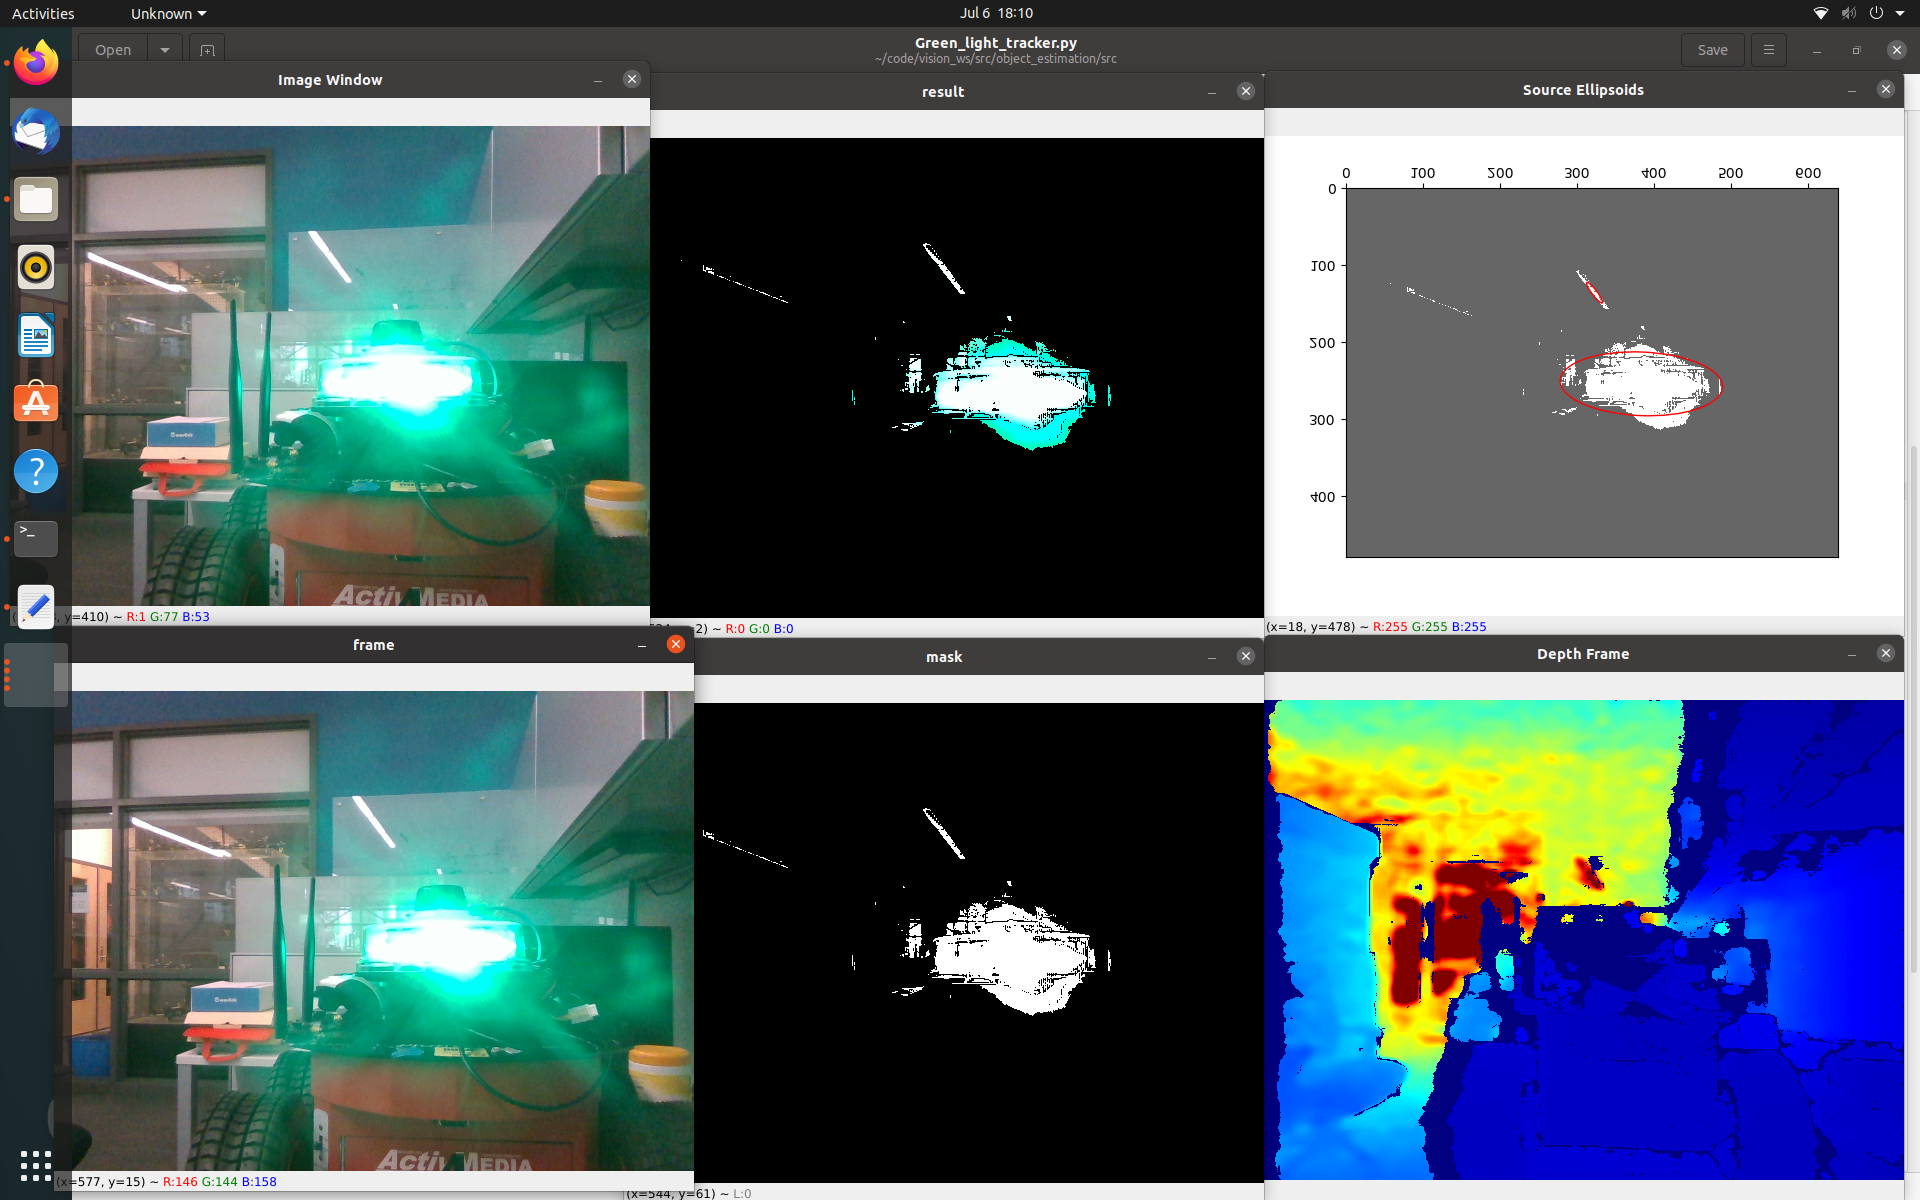 Activities
Unknown
Jul 6 18:10
Open
Green_light_tracker.py
~/code/vision_ws/src/object_estimation/src
Save
Image Window
result
Source Ellipsoids
0 100 200 300 400 500 600
0
100
200
300
400
ActivMEDIA
y=410) ~ R:1 G:77 B:53
2) ~ R:0 G:0 B:0
(x=18, y=478) ~ R:255 G:255 B:255
frame
mask
Depth Frame
ActivMEDIA
(x=577, y=15) ~ R:146 G:144 B:158
(x=544, y=61) ~ L:0